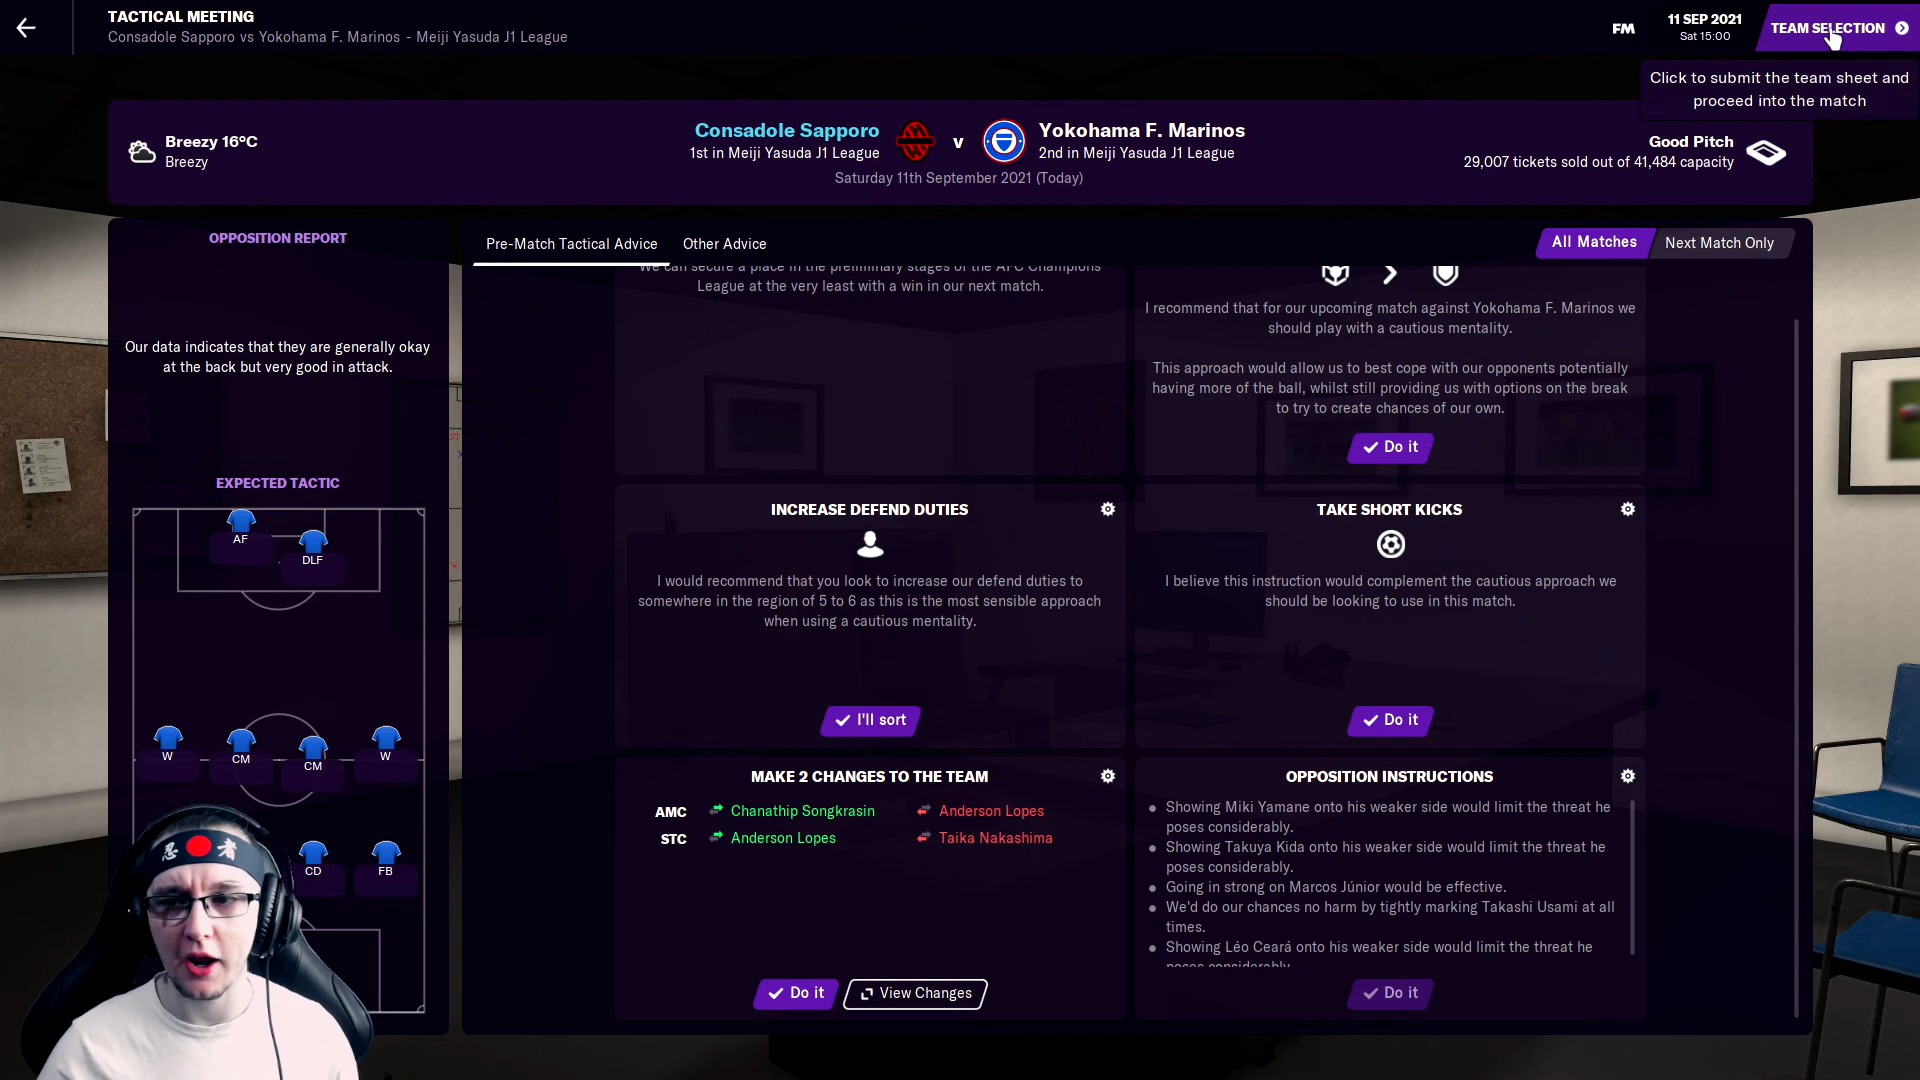 TACTICAL MEETING
Consadole Sapporo vs Yokohama F. Marinos - Meiji Yasuda J1 League
FM
11 SEP 2021
Sat 15:00
TEAM SELECTION
Click to submit the team sheet and
proceed into the match
Breezy 16°C
Breezy
Consadole Sapporo
1st in Meiji Yasuda J1 League
v
Yokohama F. Marinos
2nd in Meiji Yasuda J1 League
Saturday 11th September 2021 (Today)
Good Pitch
29,007 tickets sold out of 41,484 capacity
OPPOSITION REPORT
Our data indicates that they are generally okay
at the back but very good in attack.
EXPECTED TACTIC
AF
DLF
W
CM
CM
W
CD
FB
忍 者
Pre-Match Tactical Advice
Other Advice
All Matches
Next Match Only
We can secure a place in the preliminary stages of the AFC Champions
League at the very least with a win in our next match.
I recommend that for our upcoming match against Yokohama F. Marinos we
should play with a cautious mentality.
This approach would allow us to best cope with our opponents potentially
having more of the ball, whilst still providing us with options on the break
to try to create chances of our own.
Do it
INCREASE DEFEND DUTIES
I would recommend that you look to increase our defend duties to
somewhere in the region of 5 to 6 as this is the most sensible approach
when using a cautious mentality.
I'll sort
TAKE SHORT KICKS
I believe this instruction would complement the cautious approach we
should be looking to use in this match.
Do it
MAKE 2 CHANGES TO THE TEAM
AMC Chanathip Songkrasin Anderson Lopes
STC Anderson Lopes Taika Nakashima
Do it
View Changes
OPPOSITION INSTRUCTIONS
Showing Miki Yamane onto his weaker side would limit the threat he
poses considerably.
Showing Takuya Kida onto his weaker side would limit the threat he
poses considerably.
Going in strong on Marcos Júnior would be effective.
We'd do our chances no harm by tightly marking Takashi Usami at all
times.
Showing Léo Ceará onto his weaker side would limit the threat he
poses considerably.
Do it